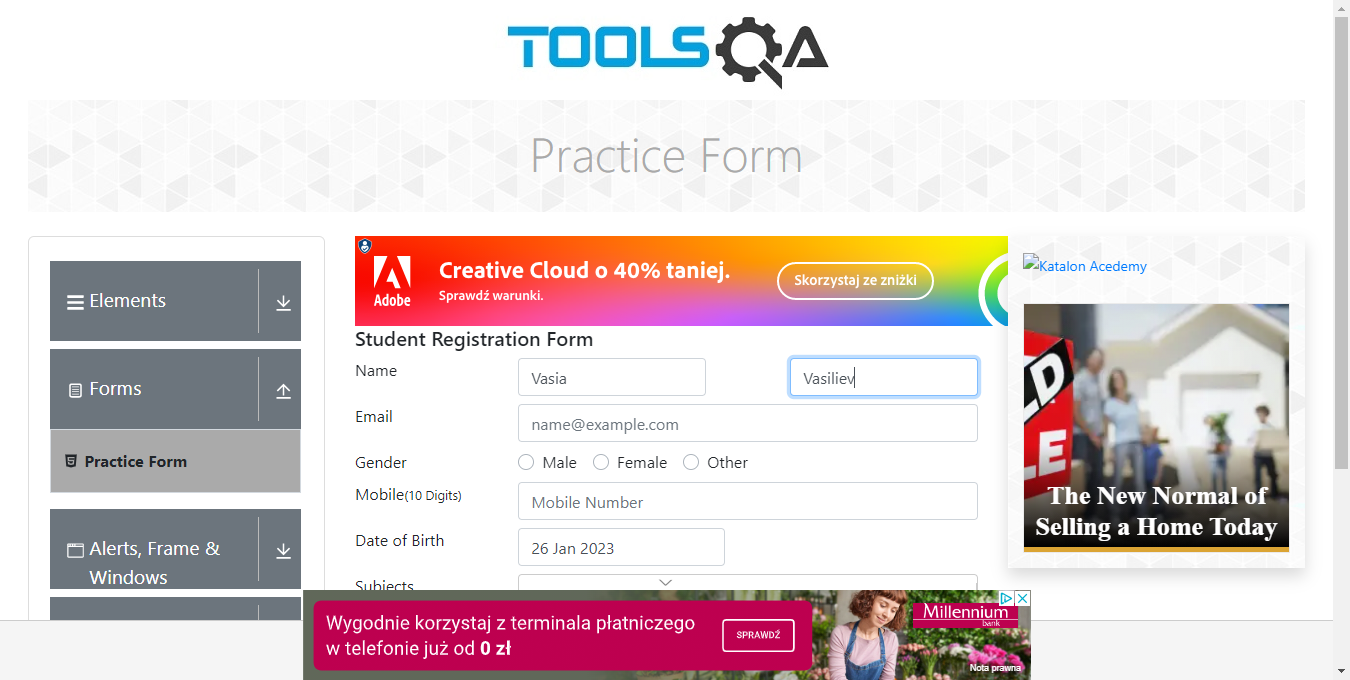 TOOLSQA
Practice Form
Elements
Forms
Practice Form
Alerts, Frame &
Windows
Adobe
Creative Cloud o 40% taniej.
Sprawdź warunki.
Skorzystaj ze zniżki
Student Registration Form
Name
Vasia
Vasiliev
Email
name@example.com
Gender
Male
Female
Other
Mobile(10 Digits)
Mobile Number
Date of Birth
26 Jan 2023
Subjects
Katalon Acedemy
The New Normal of
Selling a Home Today
Wygodnie korzystaj z terminala płatniczego
w telefonie już od 0 zł
SPRAWDŹ
Millennium
bank
Nota prawna